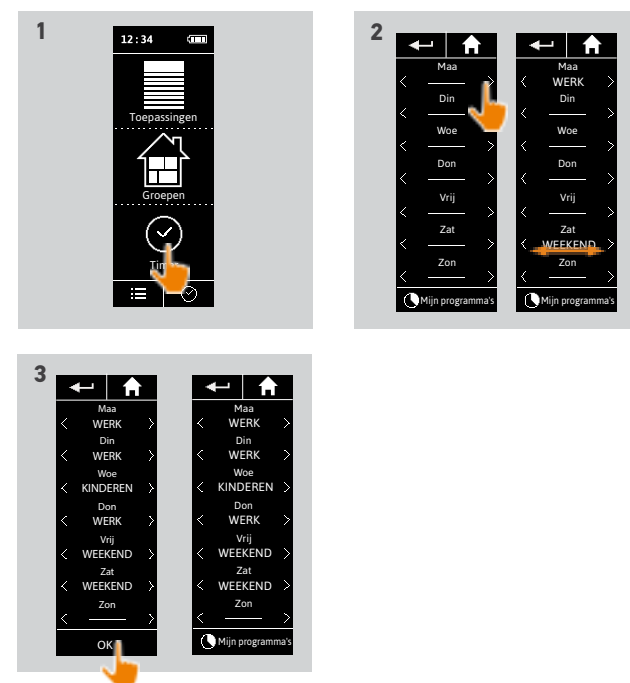 1
12:34
Toepassingen
Groepen
2
Maa
Din
Woe
Don
Vrij
Zat
Zon
Mijn programma's
Maa
WERK
Din
Woe
Don
Vrij
Zat
WEEKEND
Zon
Mijn programma's
3
Maa
WERK
Din
WERK
Woe
KINDEREN
Don
WERK
Vrij
WEEKEND
Zat
WEEKEND
Zon
OK
Maa
WERK
Din
WERK
Woe
KINDEREN
Don
WERK
Vrij
WEEKEND
Zat
WEEKEND
Zon
Mijn programma's